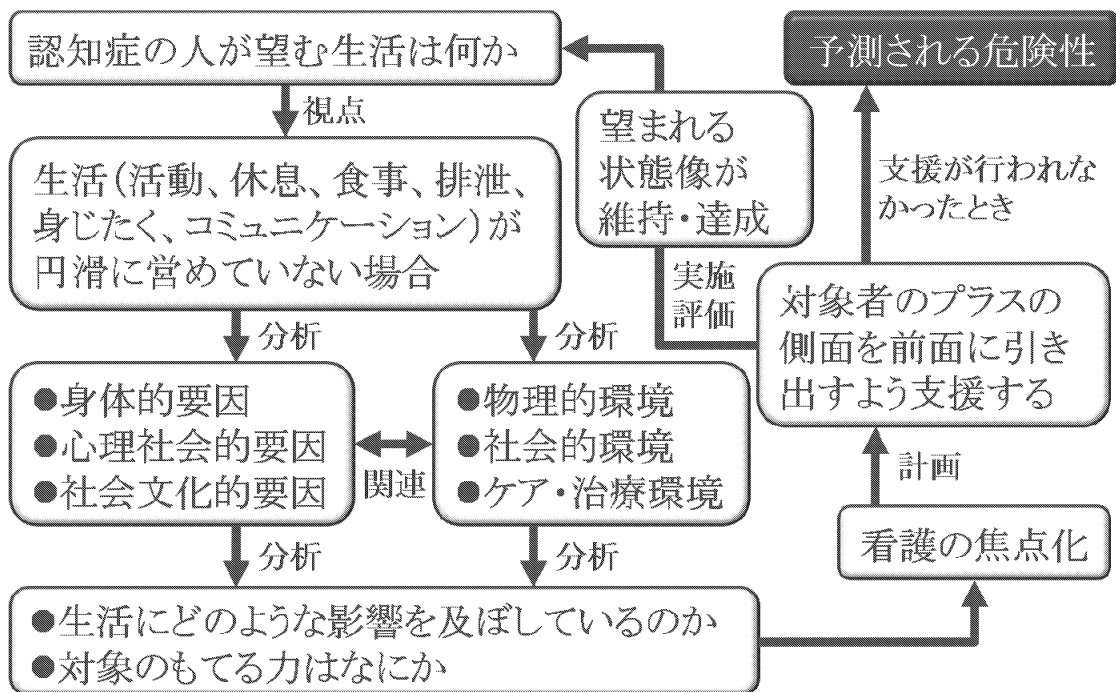 認知症の人が望む生活は何か
予測される危険性
視点
望まれる
状態像が
維持・達成
支援が行われな
かったとき
生活(活動、休息、食事、排泄、
身じたく、コミュニケーション)が
円滑に営めていない場合
実施
評価
対象者のプラスの
側面を前面に引き
出すよう支援する
分析
分析
●身体的要因
●心理社会的要因
●社会文化的要因
関連
●物理的環境
●社会的環境
●ケア・治療環境
計画
看護の焦点化
分析
分析
●生活にどのような影響を及ぼしているのか
●対象のもてる力はなにか